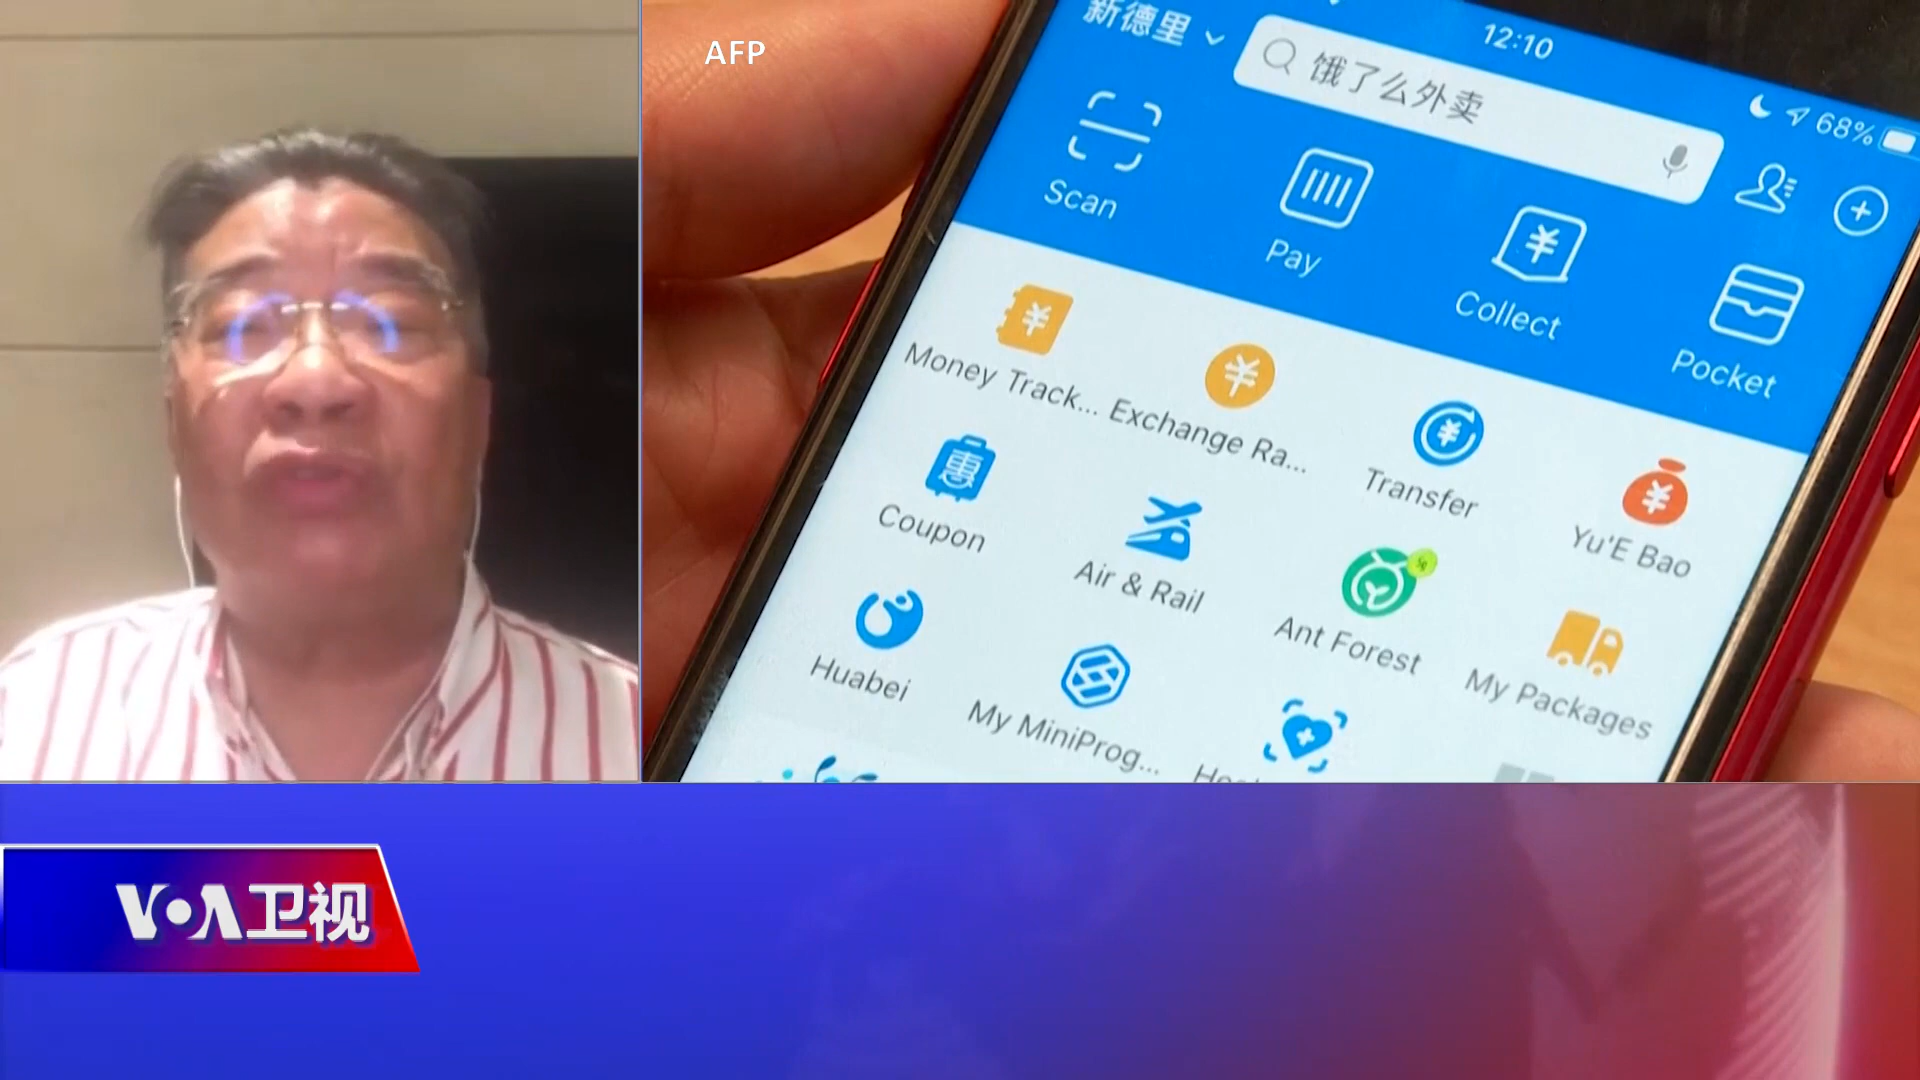 AFP
新德里
12:10
68%
饿了么外卖
Scan
Pay
Collect
Pocket
Money Track...
Exchange Ra...
Transfer
Yu'E Bao
惠
Coupon
Air & Rail
Ant Forest
My Packages
Huabei
My MiniProg...
VOA卫视